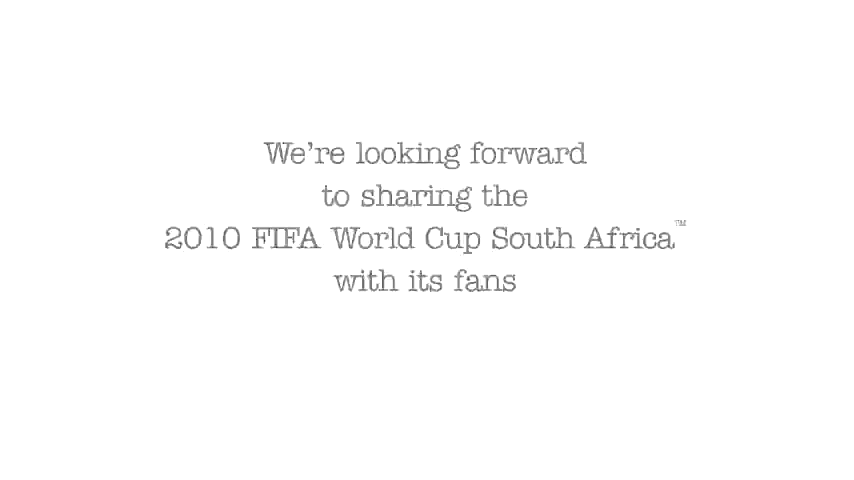 We're looking forward
to sharing the
2010 FIFA World Cup South Africa™
with its fans